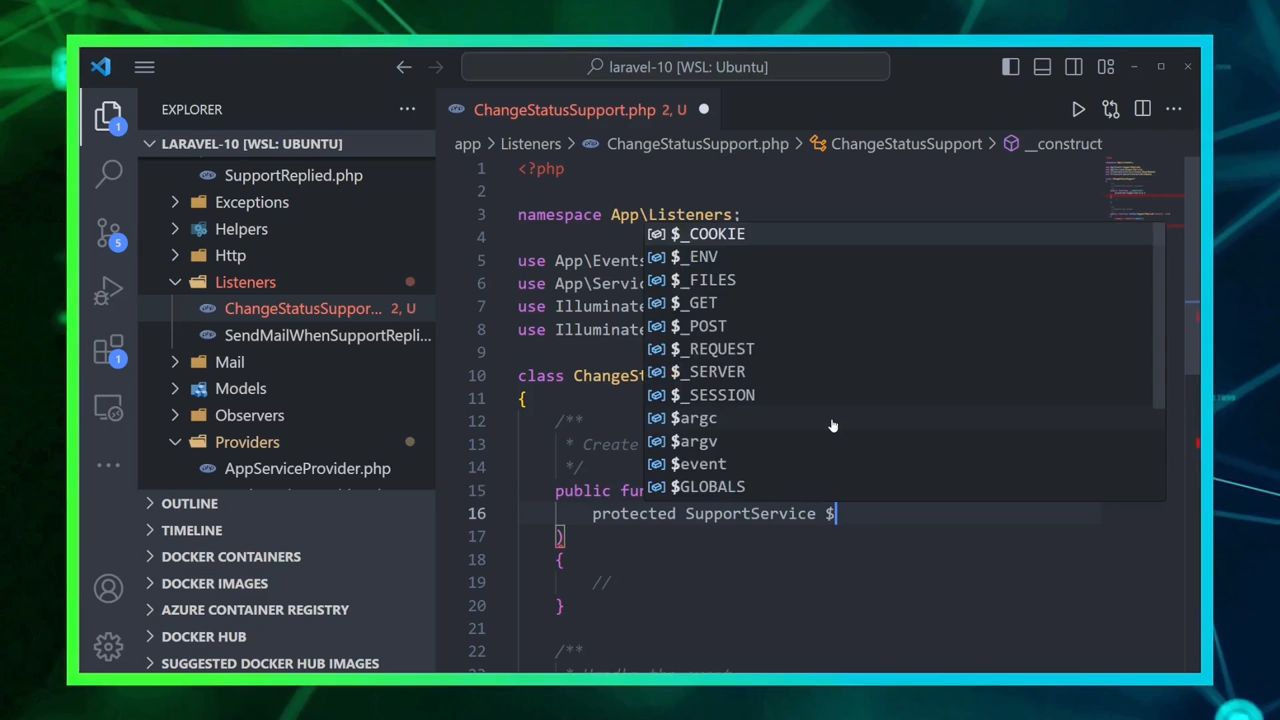 laravel-10 [WSL: Ubuntu]
EXPLORER
LARAVEL-10 [WSL: UBUNTU]
SupportReplied.php
Exceptions
Helpers
Http
Listeners
ChangeStatusSuppor... 2, U
SendMailWhenSupportRepli...
Mail
Models
Observers
Providers
AppServiceProvider.php
OUTLINE
TIMELINE
DOCKER CONTAINERS
DOCKER IMAGES
AZURE CONTAINER REGISTRY
DOCKER HUB
SUGGESTED DOCKER HUB IMAGES
1
5
1
ChangeStatusSupport.php 2, U
app > Listeners > ChangeStatusSupport.php > ChangeStatusSupport > __construct
1 <?php
2
3 namespace App\Listeners;
4
5 use App\Events
6 use App\Servic
7 use Illuminate
8 use Illuminate
9
10 class ChangeSt
11 {
12 /**
13 * Create
14 */
15 public fun
16 protected SupportService $
17 )
18 {
19 //
20 }
21
22 /**
$_COOKIE
$_ENV
$_FILES
$_GET
$_POST
$_REQUEST
$_SERVER
$_SESSION
$argc
$argv
$event
$GLOBALS